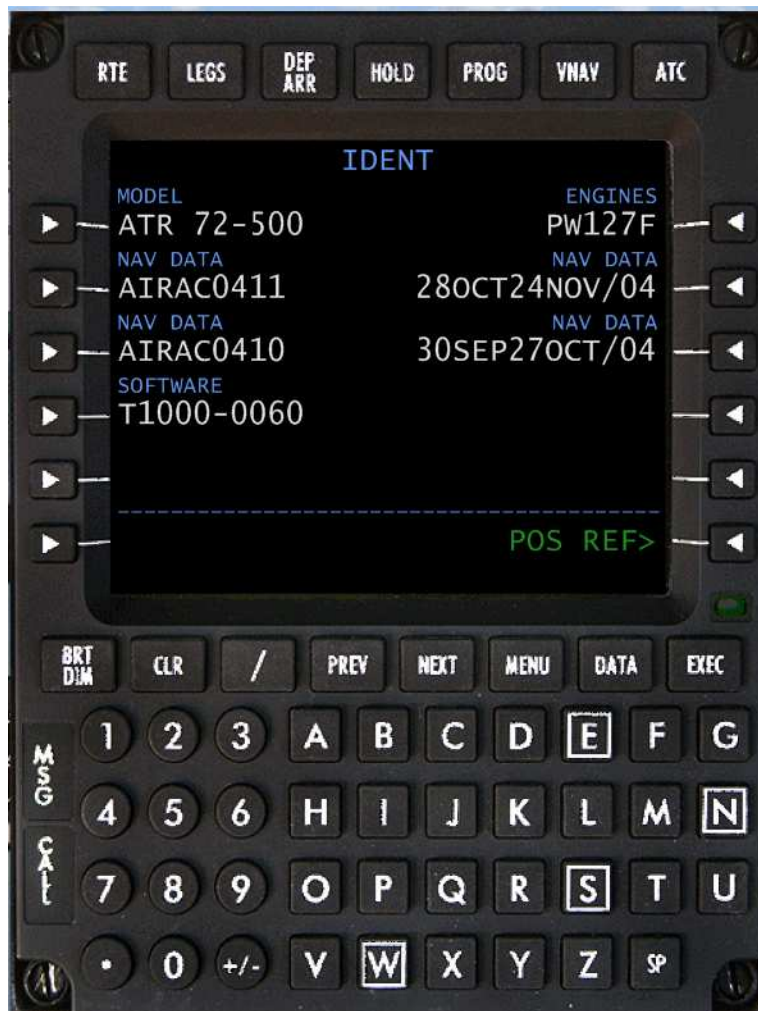 RTE LEGS DEP ARR HOLD PROG VNAV ATC
IDENT
MODEL ENGINES
ATR 72-500 PW127F
NAV DATA NAV DATA
AIRAC0411 28OCT24NOV/04
NAV DATA NAV DATA
AIRAC0410 30SEP27OCT/04
SOFTWARE
T1000-0060
POS REF>
BRT DIM CLR / PREV NEXT MENU DATA EXEC
MSG
1 2 3 A B C D E F G
4 5 6 H I J K L M N
CALL
7 8 9 O P Q R S T U
. 0 +/- V W X Y Z SP